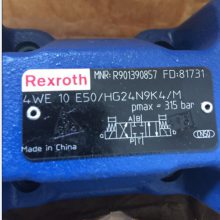 Rexroth
MNR: R901390857 FD: 81731
4WE 10 E50/HG24N9K4/M
pmax = 315 bar
Made in China